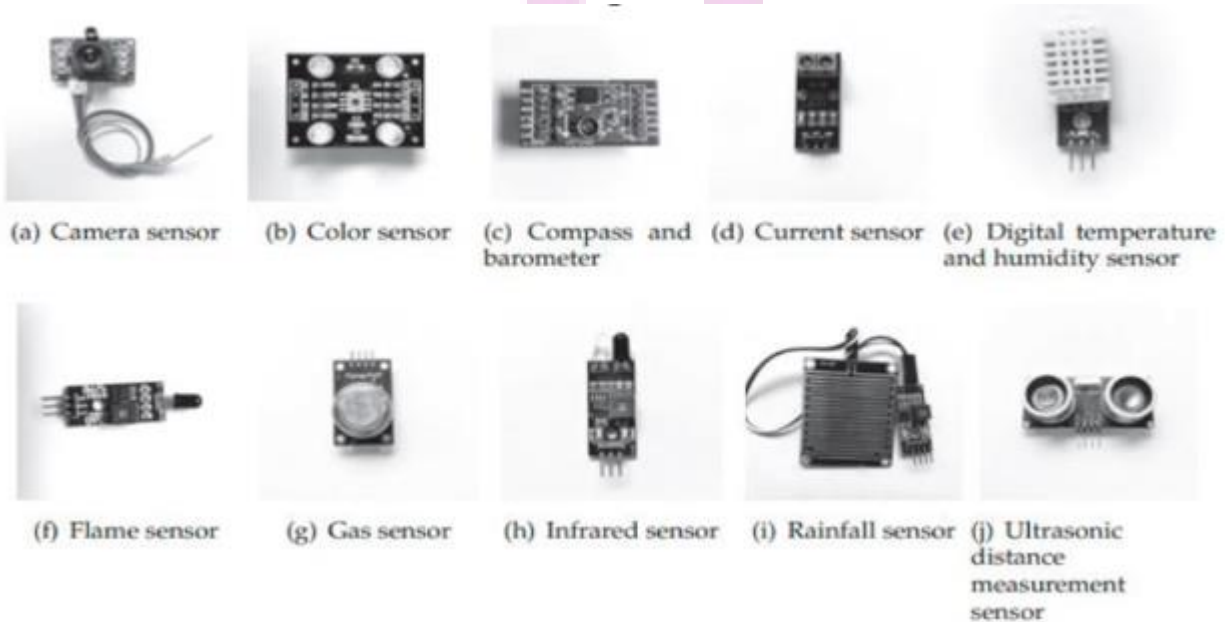 (a) Camera sensor
(b) Color sensor
(c) Compass and
barometer
(d) Current sensor
(e) Digital temperature
and humidity sensor
(f) Flame sensor
(g) Gas sensor
(h) Infrared sensor
(i) Rainfall sensor
(j) Ultrasonic
distance
measurement
sensor